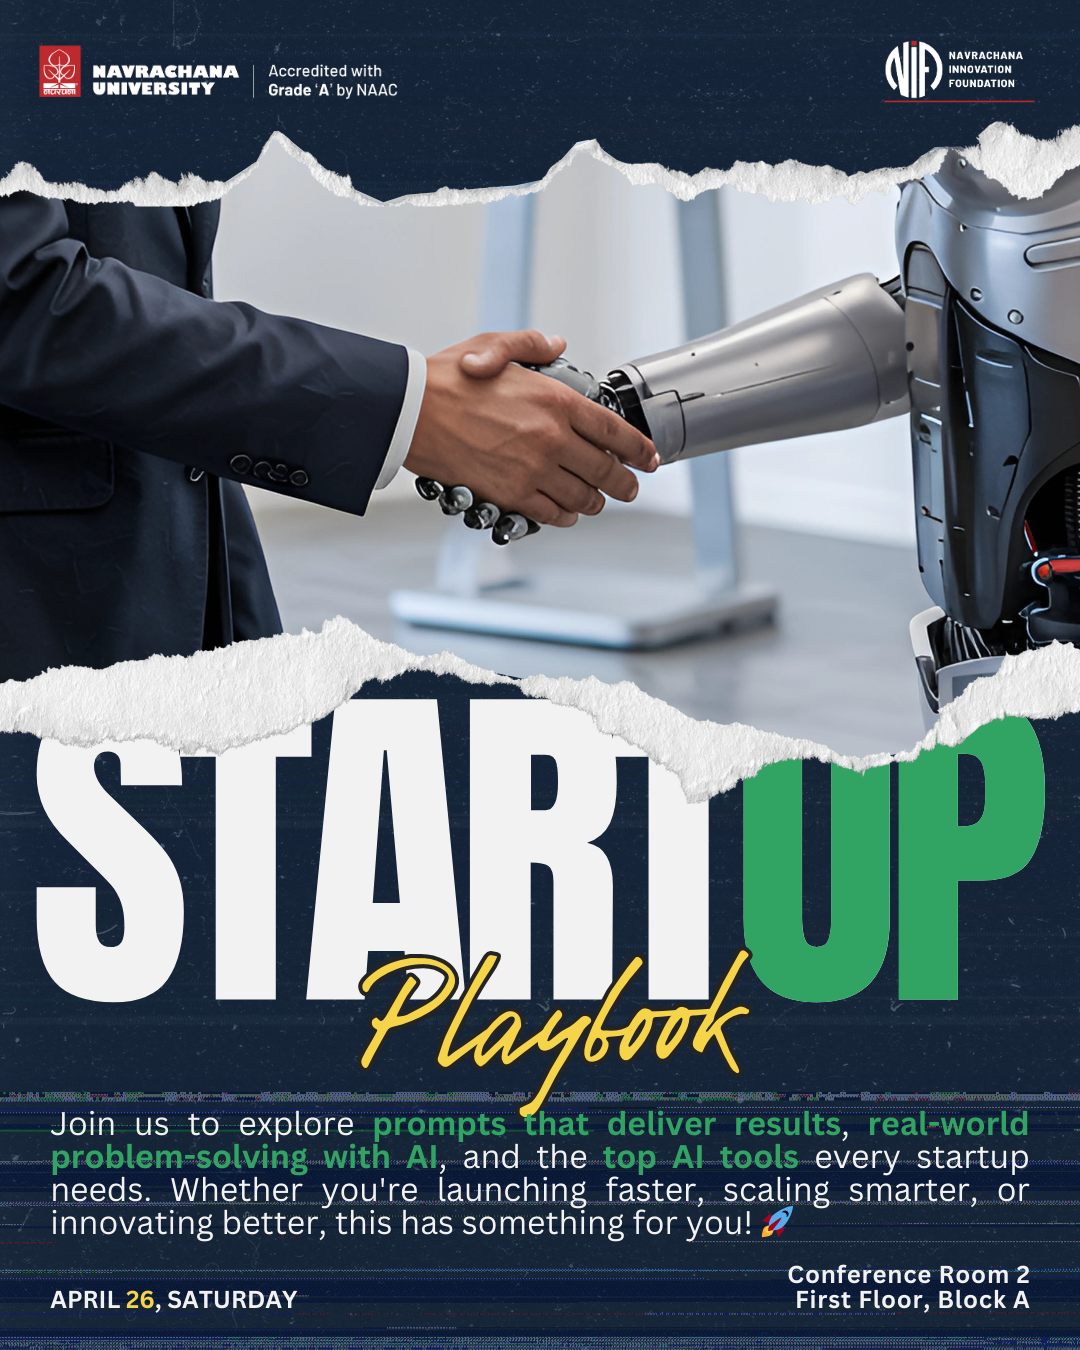 नवरचना
NAVRACHANA
UNIVERSITY
Accredited with
Grade 'A' by NAAC
NIF
NAVRACHANA
INNOVATION
FOUNDATION
STARTUP
Playbook
Join us to explore prompts that deliver results, real-world
problem-solving with AI, and the top AI tools every startup
needs. Whether you're launching faster, scaling smarter, or
innovating better, this has something for you! 🚀
Conference Room 2
APRIL 26, SATURDAY
First Floor, Block A